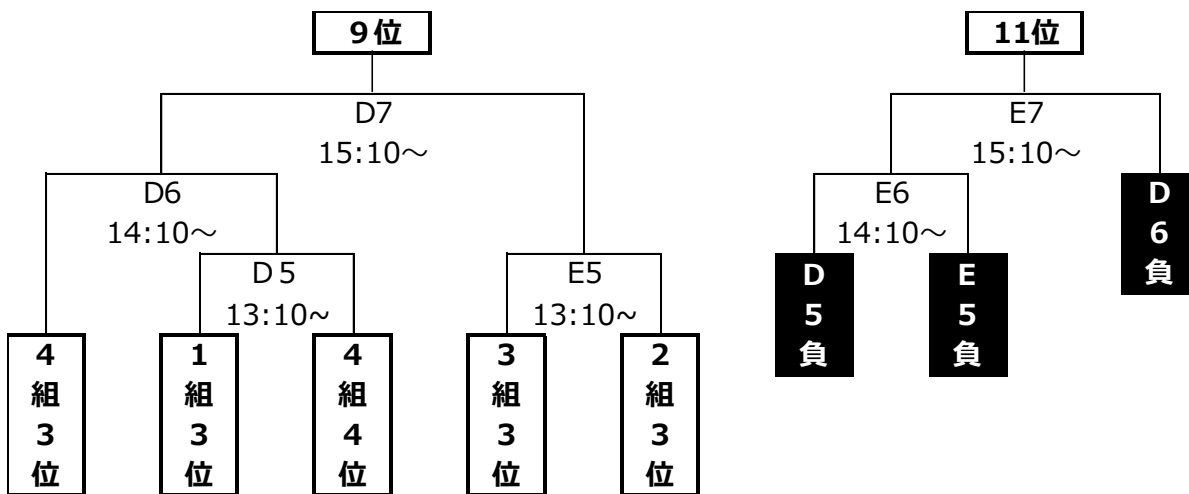 9位
11位
D7
15:10～
E7
15:10～
D6
14:10～
E6
14:10～
D6負
D5
13:10~
E5
13:10~
D5負
E5負
4組3位
1組3位
4組4位
3組3位
2組3位